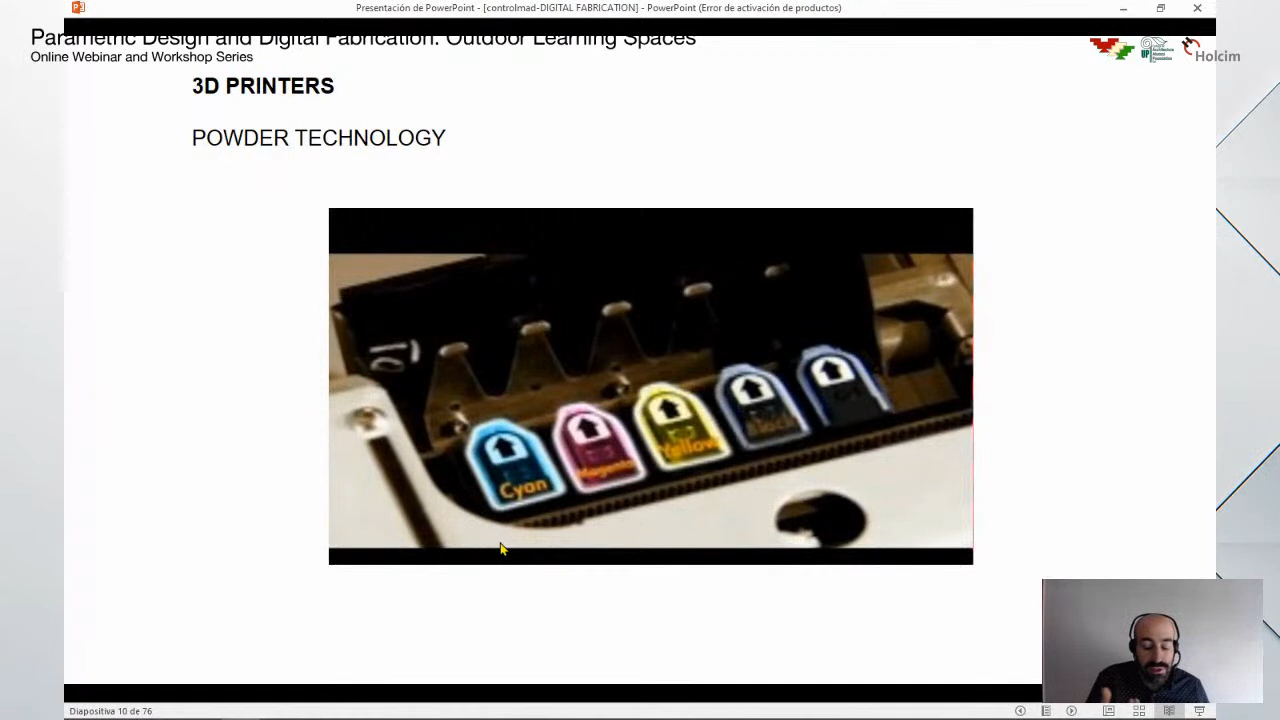 Presentación de PowerPoint - [controlmad-DIGITAL FABRICATION] - PowerPoint (Error de activación de productos)
Parametric Design and Digital Fabrication: Outdoor Learning Spaces
Online Webinar and Workshop Series
UP
Holcim
3D PRINTERS
POWDER TECHNOLOGY
Cyan
Magenta
Yellow
Black
Diapositiva 10 de 76